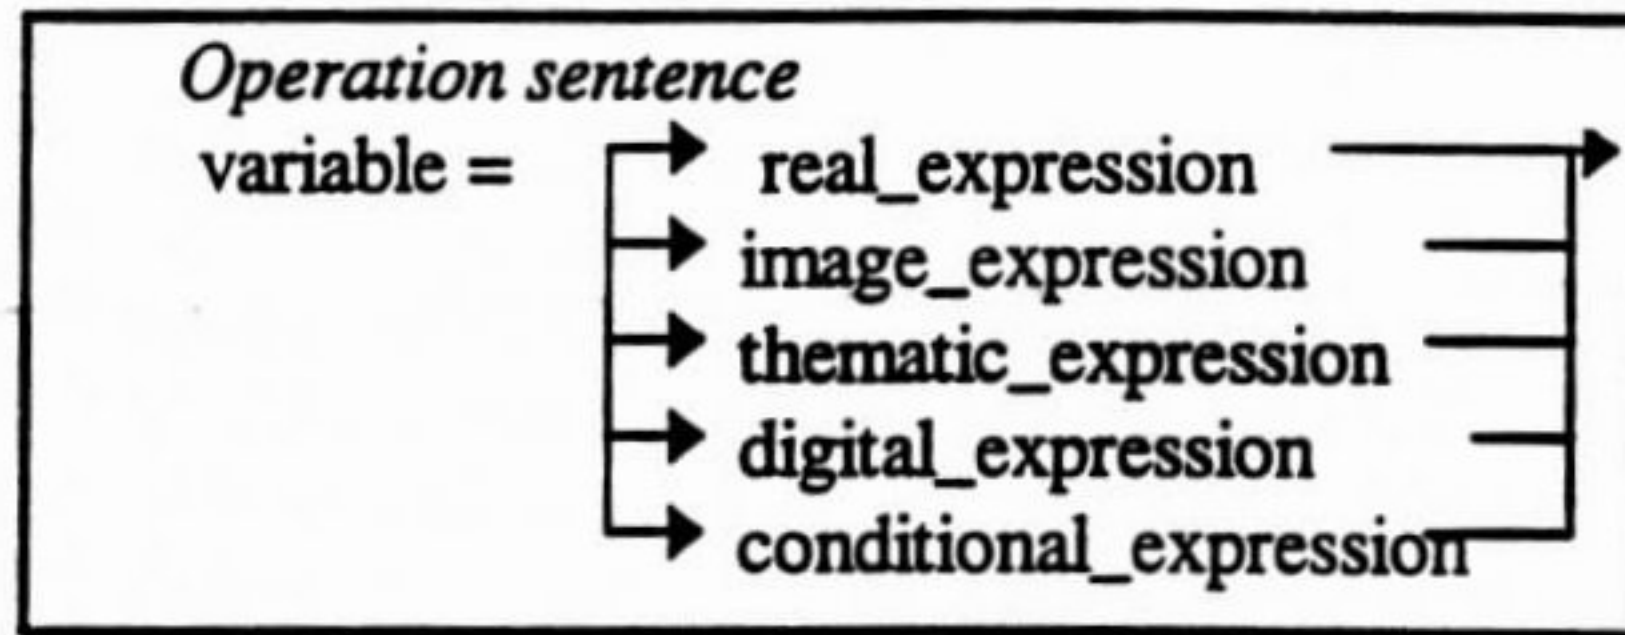 Operation sentence
variable = real_expression
image_expression
thematic_expression
digital_expression
conditional_expression